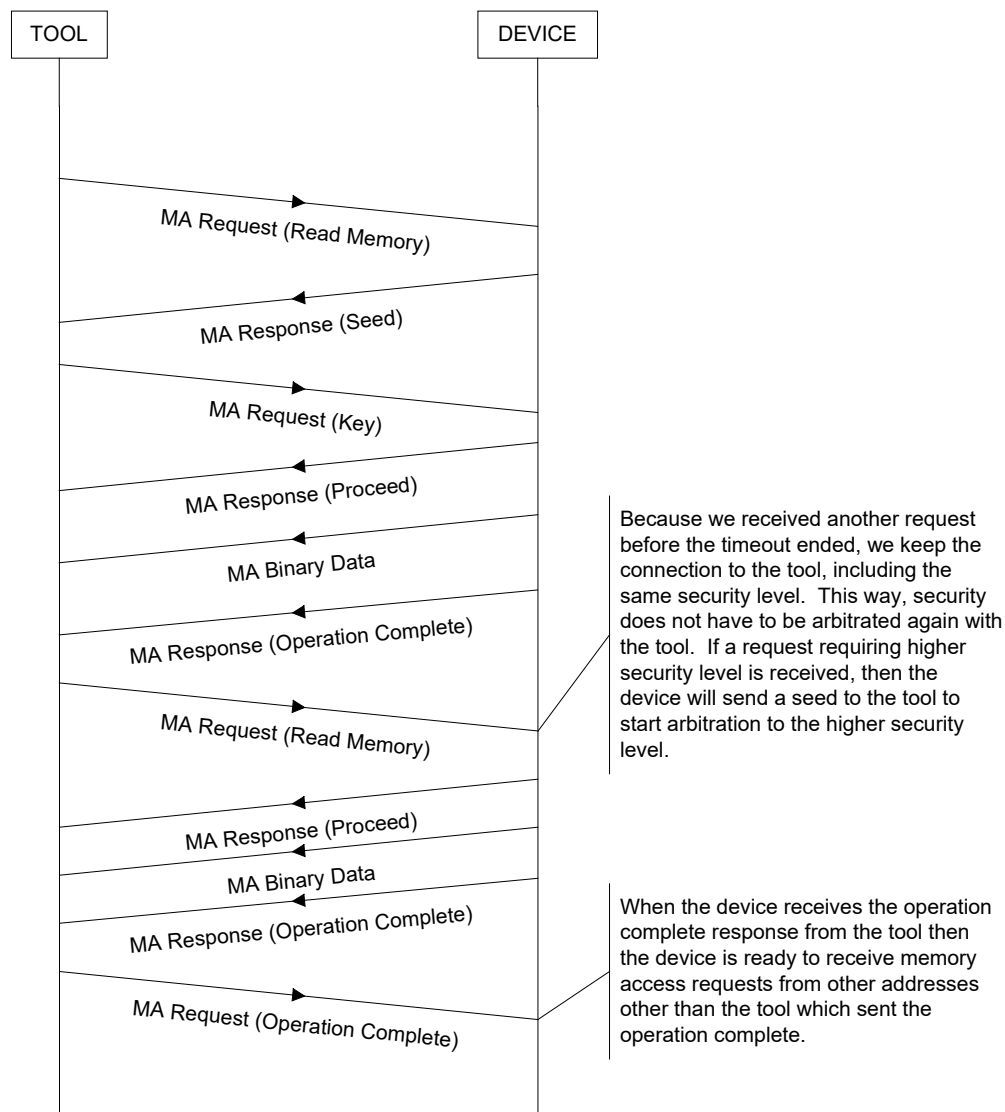 TOOL
DEVICE
MA Request (Read Memory)
MA Response (Seed)
MA Request (Key)
MA Response (Proceed)
MA Binary Data
MA Response (Operation Complete)
MA Request (Read Memory)
Because we received another request
before the timeout ended, we keep the
connection to the tool, including the
same security level.  This way, security
does not have to be arbitrated again with
the tool.  If a request requiring higher
security level is received, then the
device will send a seed to the tool to
start arbitration to the higher security
level.
MA Response (Proceed)
MA Binary Data
MA Response (Operation Complete)
MA Request (Operation Complete)
When the device receives the operation
complete response from the tool then
the device is ready to receive memory
access requests from other addresses
other than the tool which sent the
operation complete.